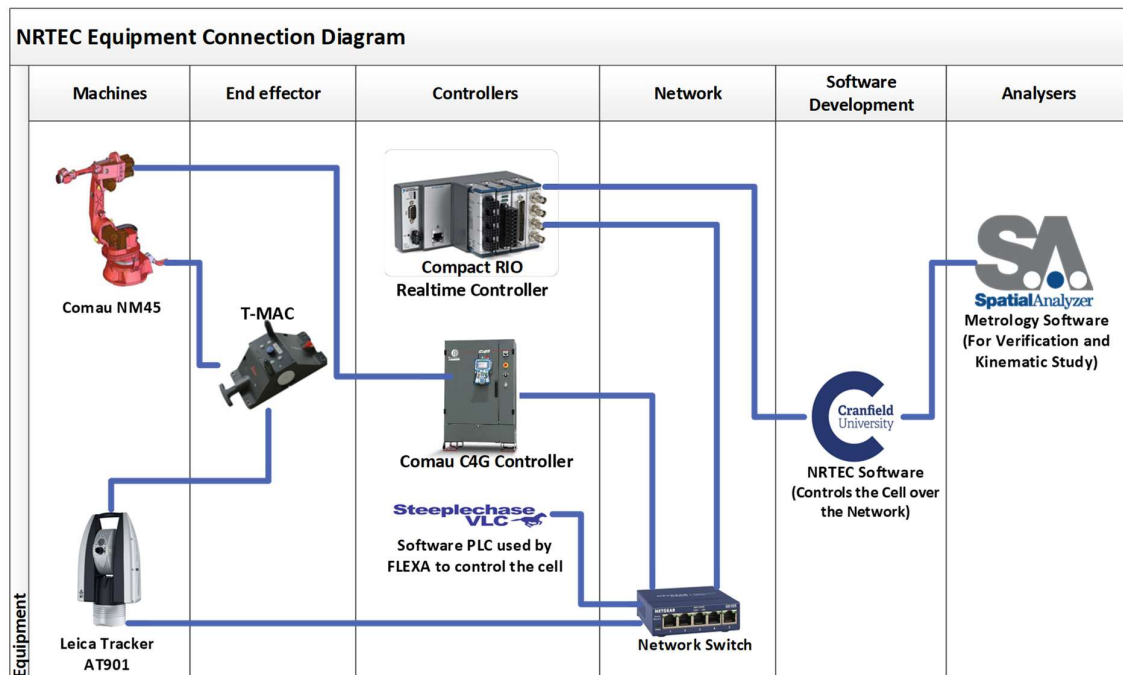 NRTEC Equipment Connection Diagram
Equipment
Machines
End effector
Controllers
Network
Software
Development
Analysers
Comau NM45
T-MAC
Leica Tracker
AT901
Compact RIO
Realtime Controller
Comau C4G Controller
Steeplechase
VLC
Software PLC used by
FLEXA to control the cell
NETGEAR
Network Switch
Cranfield
University
NRTEC Software
(Controls the Cell over
the Network)
SA
SpatialAnalyzer
Metrology Software
(For Verification and
Kinematic Study)